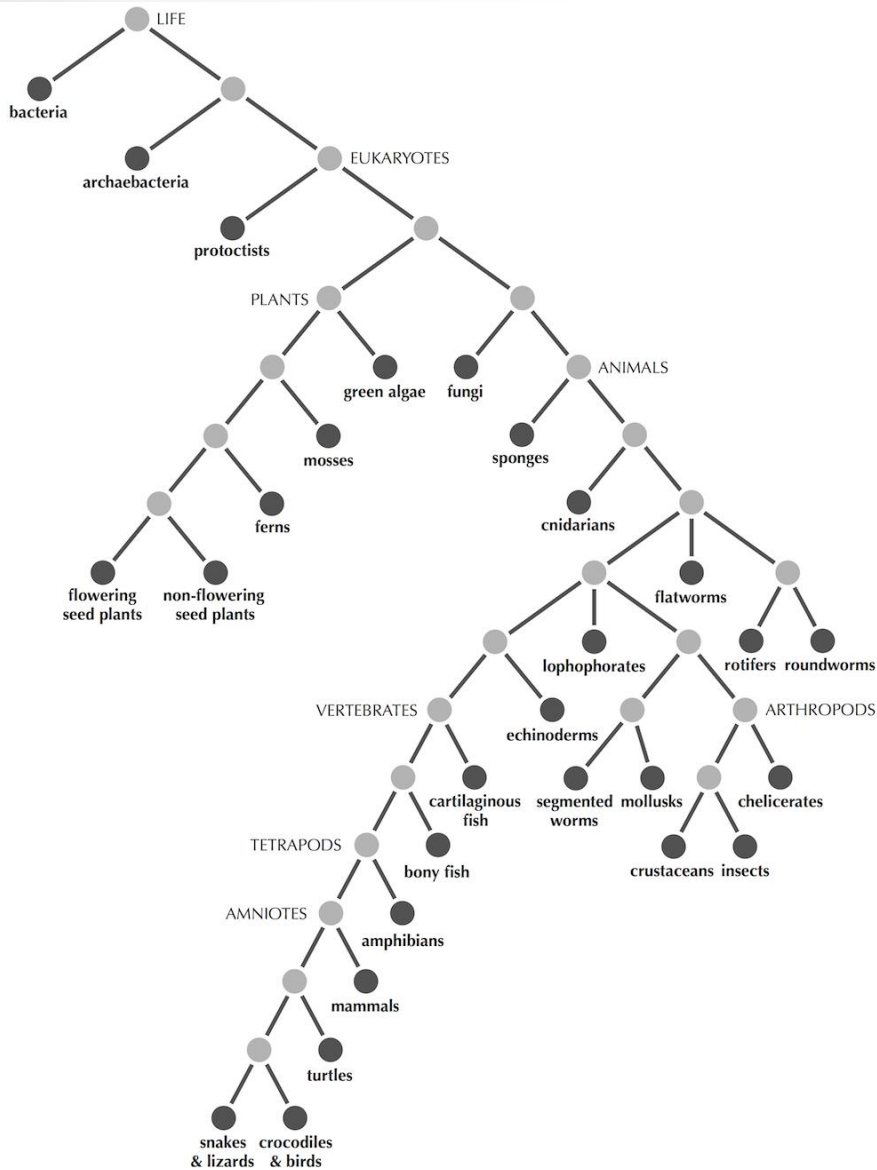 LIFE
bacteria
archaebacteria
EUKARYOTES
protoctists
PLANTS
green algae
fungi
ANIMALS
mosses
sponges
ferns
cnidarians
flowering
seed plants
non-flowering
seed plants
flatworms
lophophorates
rotifers
roundworms
VERTEBRATES
echinoderms
ARTHROPODS
cartilaginous
fish
segmented
worms
mollusks
chelicerates
TETRAPODS
bony fish
crustaceans
insects
AMNIOTES
amphibians
mammals
turtles
snakes
& lizards
crocodiles
& birds